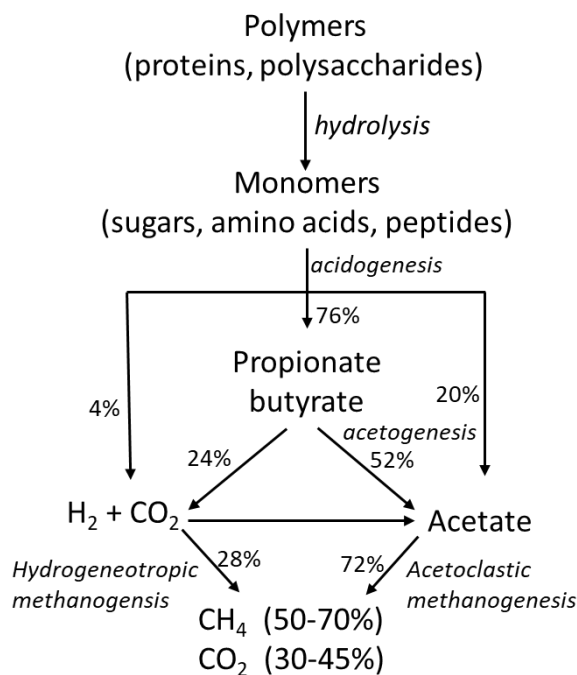 Polymers
(proteins, polysaccharides)
hydrolysis
Monomers
(sugars, amino acids, peptides)
acidogenesis
76%
Propionate
butyrate
4%
20%
acetogenesis
24%
52%
H₂ + CO₂
Acetate
Hydrogeneotropic
methanogensis
28%
72%
Acetoclastic
methanogenesis
CH₄ (50-70%)
CO₂ (30-45%)